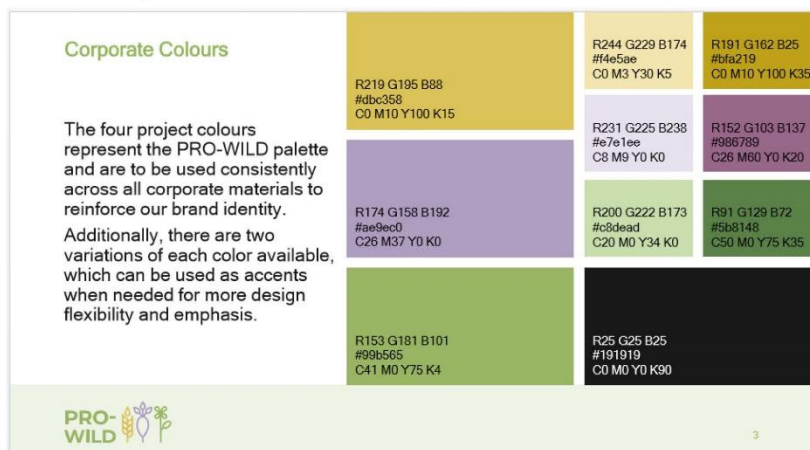 Corporate Colours
The four project colours
represent the PRO-WILD palette
and are to be used consistently
across all corporate materials to
reinforce our brand identity.
Additionally, there are two
variations of each color available,
which can be used as accents
when needed for more design
flexibility and emphasis.
R219 G195 B88
#dbc358
C0 M10 Y100 K15
R174 G158 B192
#ae9ec0
C26 M37 Y0 K0
R153 G181 B101
#99b565
C41 M0 Y75 K4
R244 G229 B174
#f4e5ae
C0 M3 Y30 K5
R191 G162 B25
#bfa219
C0 M10 Y100 K35
R231 G225 B238
#e7e1ee
C8 M9 Y0 K0
R152 G103 B137
#986789
C26 M60 Y0 K20
R200 G222 B173
#c8dead
C20 M0 Y34 K0
R91 G129 B72
#5b8148
C50 M0 Y75 K35
R25 G25 B25
#191919
C0 M0 Y0 K90
PRO-
WILD
3